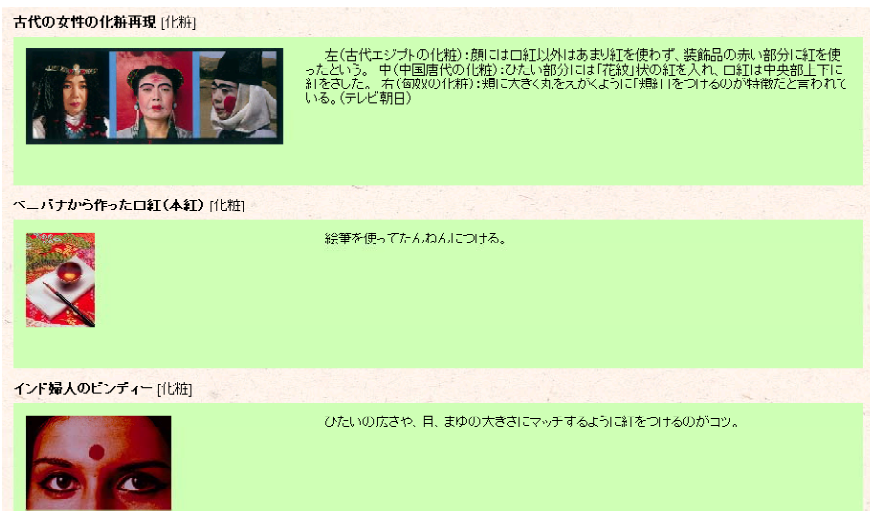 古代の女性の化粧再現 [化粧]
左(古代エジプトの化粧):顔には口紅以外はあまり紅を使わず、装飾品の赤い部分に紅を使
ったという。 中(中国唐代の化粧):ひたい部分には「花紋」状の紅を入れ、口紅は中央部上下に
紅をさした。 右( の化粧):頬に大きく丸をえがくように「頬紅」をつけるのが特徴だと言われて
いる。(テレビ朝日)
ベニバナから作った口紅(本紅) [化粧]
絵筆を使ってたんねんにつける。
インド婦人のビンディー [化粧]
ひたいの広さや、目、まゆの大きさにマッチするように紅をつけるのがコツ。